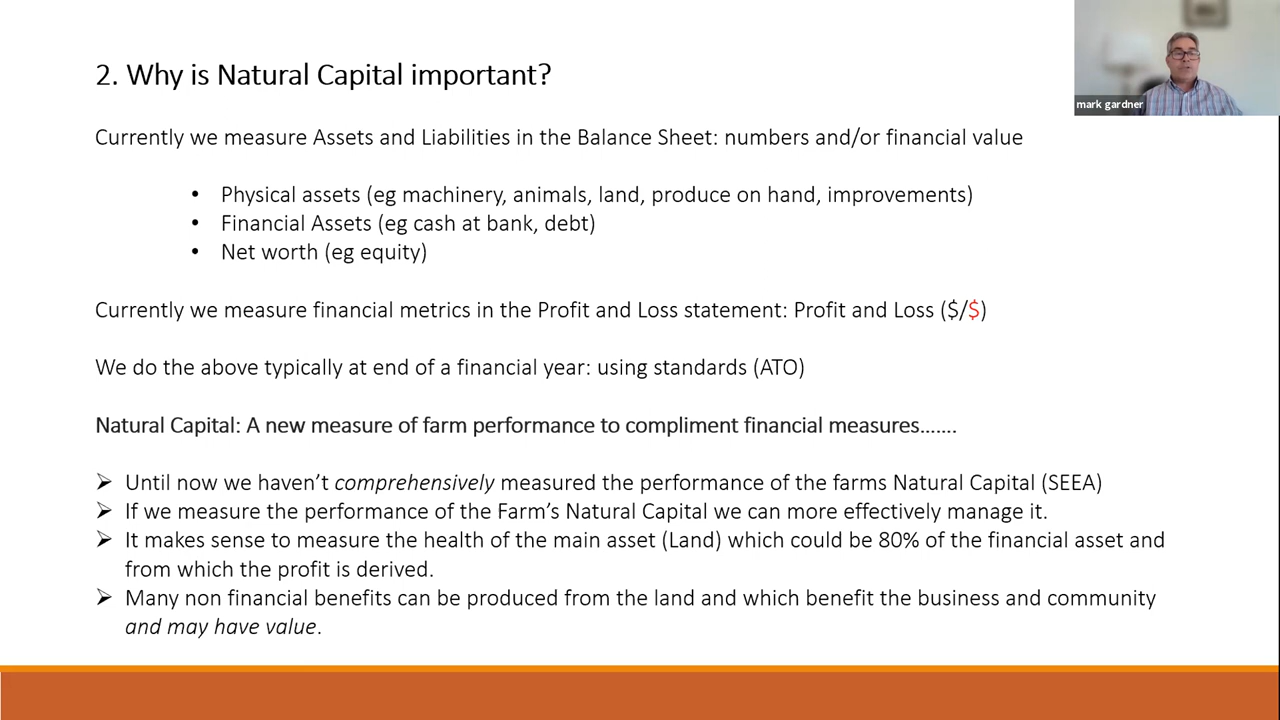 mark gardner
2. Why is Natural Capital important?
Currently we measure Assets and Liabilities in the Balance Sheet: numbers and/or financial value
• Physical assets (eg machinery, animals, land, produce on hand, improvements)
• Financial Assets (eg cash at bank, debt)
• Net worth (eg equity)
Currently we measure financial metrics in the Profit and Loss statement: Profit and Loss ($/$)
We do the above typically at end of a financial year: using standards (ATO)
Natural Capital: A new measure of farm performance to compliment financial measures…….
➢ Until now we haven't comprehensively measured the performance of the farms Natural Capital (SEEA)
➢ If we measure the performance of the Farm's Natural Capital we can more effectively manage it.
➢ It makes sense to measure the health of the main asset (Land) which could be 80% of the financial asset and
from which the profit is derived.
➢ Many non financial benefits can be produced from the land and which benefit the business and community
and may have value.